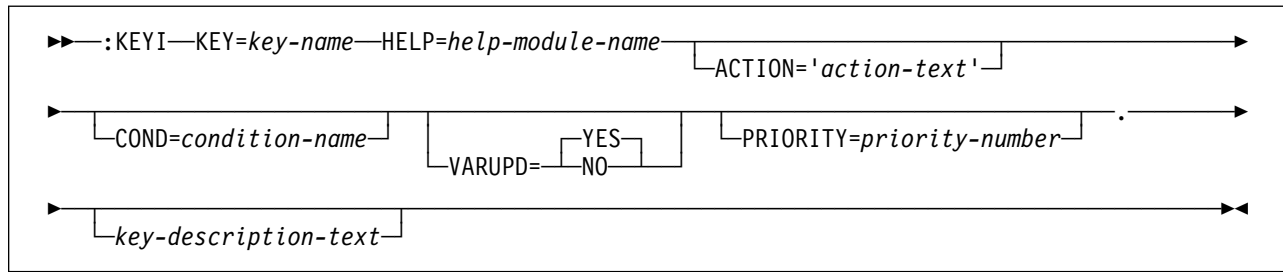 :KEYI KEY=key-name HELP=help-module-name
ACTION='action-text'
COND=condition-name
YES
VARUPD= NO
PRIORITY=priority-number
.
key-description-text